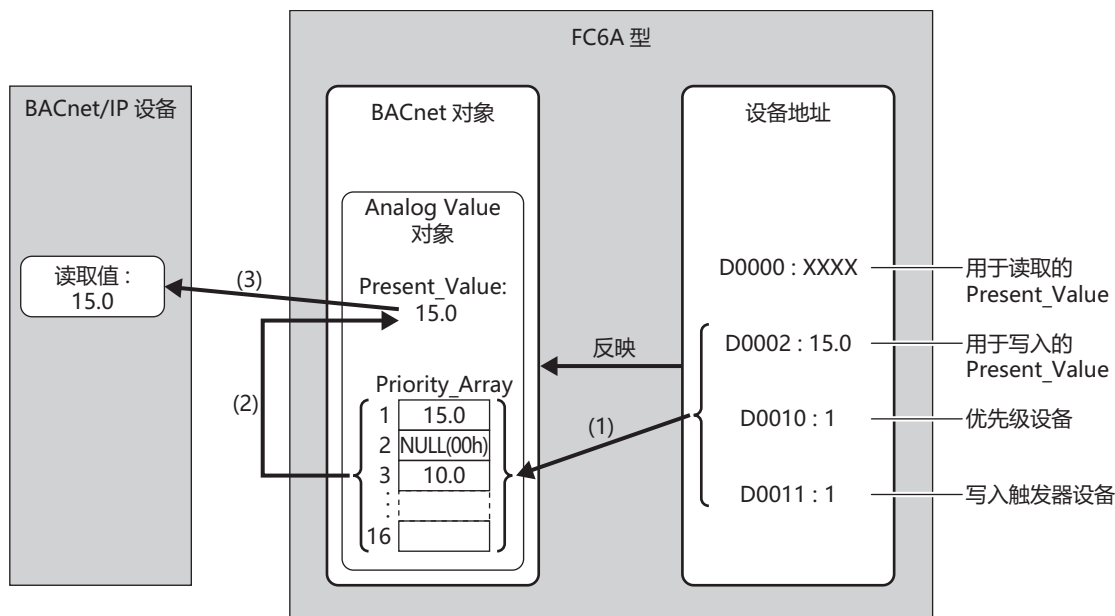 FC6A 型
BACnet/IP 设备
读取值 :
15.0
(3)
(2)
BACnet 对象
Analog Value
对象
Present_Value:
15.0
Priority_Array
1 15.0
2 NULL(00h)
3 10.0
:
16
反映
(1)
设备地址
D0000 : XXXX
用于读取的
Present_Value
D0002 : 15.0
用于写入的
Present_Value
D0010 : 1
优先级设备
D0011 : 1
写入触发器设备